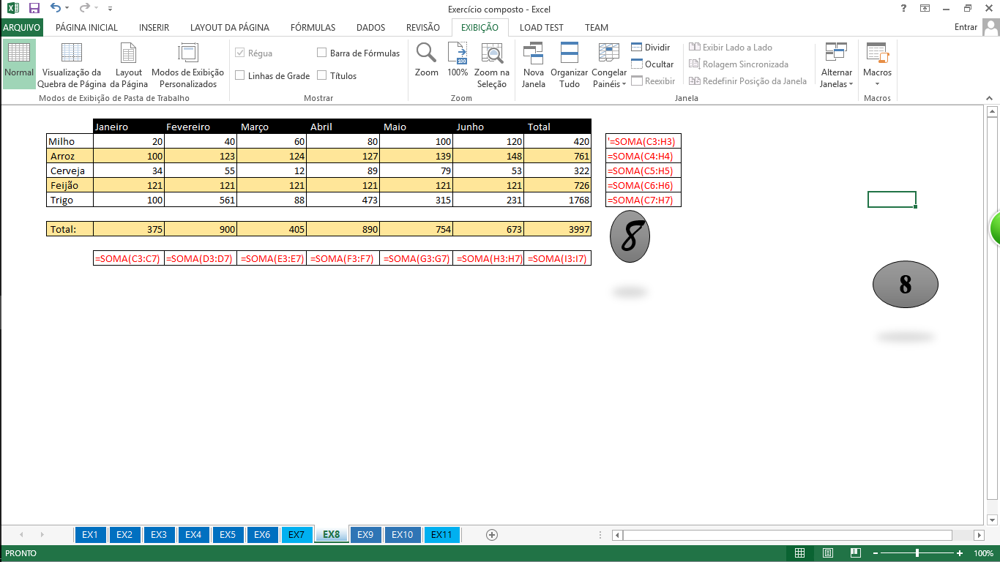 Exercício composto - Excel
ARQUIVO PÁGINA INICIAL INSERIR LAYOUT DA PÁGINA FÓRMULAS DADOS REVISÃO EXIBIÇÃO LOAD TEST TEAM Entrar
Normal
Visualização da Quebra de Página
Layout da Página
Modos de Exibição Personalizados
Modos de Exibição de Pasta de Trabalho
Régua Barra de Fórmulas
Linhas de Grade Títulos
Mostrar
Zoom
100%
Zoom na Seleção
Zoom
Nova Janela
Organizar Tudo
Congelar Painéis
Dividir
Ocultar
Reexibir
Exibir Lado a Lado
Rolagem Sincronizada
Redefinir Posição da Janela
Alternar Janelas
Janela
Macros
Macros
Janeiro Fevereiro Março Abril Maio Junho Total
Milho 20 40 60 80 100 120 420 '=SOMA(C3:H3)
Arroz 100 123 124 127 139 148 761 =SOMA(C4:H4)
Cerveja 34 55 12 89 79 53 322 =SOMA(C5:H5)
Feijão 121 121 121 121 121 121 726 =SOMA(C6:H6)
Trigo 100 561 88 473 315 231 1768 =SOMA(C7:H7)
Total: 375 900 405 890 754 673 3997
8
=SOMA(C3:C7) =SOMA(D3:D7) =SOMA(E3:E7) =SOMA(F3:F7) =SOMA(G3:G7) =SOMA(H3:H7) =SOMA(I3:I7)
8
EX1 EX2 EX3 EX4 EX5 EX6 EX7 EX8 EX9 EX10 EX11
PRONTO 100%